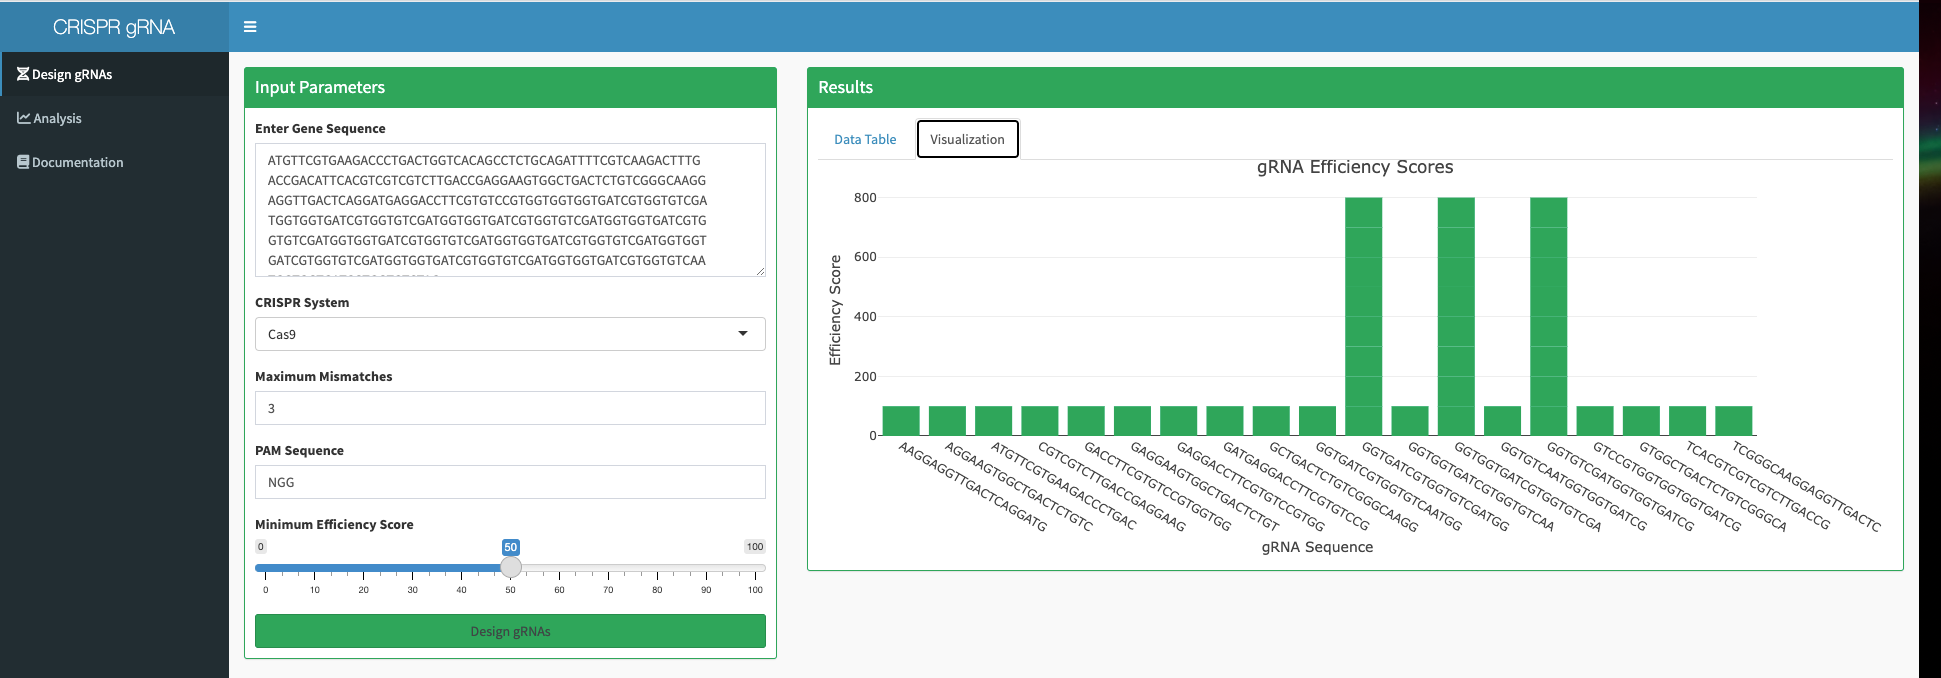 CRISPR gRNA
Design gRNAs
Analysis
Documentation
Input Parameters
Enter Gene Sequence
ATGTTCGTGAAGACCCTGACTGGTCACAGCCTCTGCAGATTTTCGTCAAGACTTTG
ACCGACATTCACGTCGTCGTCTTGACCGAGGAAGTGGCTGACTCTGTCGGGCAAGG
AGGTTGACTCAGGATGAGGACCTTCGTGTCCGTGGTGGTGGTGATCGTGGTGTCGA
TGGTGGTGATCGTGGTGTCGATGGTGGTGATCGTGGTGTCGATGGTGGTGATCGTG
GTGTCGATGGTGGTGATCGTGGTGTCGATGGTGGTGATCGTGGTGTCGATGGTGGT
GATCGTGGTGTCGATGGTGGTGATCGTGGTGTCGATGGTGGTGATCGTGGTGTCAA
CRISPR System
Cas9
Maximum Mismatches
3
PAM Sequence
NGG
Minimum Efficiency Score
0 50 100
0 10 20 30 40 50 60 70 80 90 100
Design gRNAs
Results
Data Table
Visualization
gRNA Efficiency Scores
Efficiency Score
800
600
400
200
0
AAGGAGGTTGACTCAGGATG
AGGAAGTGGCTGACTCTGTC
ATGTTCGTGAAGACCCTGAC
CGTCGTCTTGACCGAGGAAG
GACCTTCGTGTCCGTGGTGG
GAGGAAGTGGCTGACTCTGT
GAGGACCTTCGTGTCCGTGG
GATGAGGACCTTCGTGTCCG
GCTGACTCTGTCGGGCAAGG
GGTGATCGTGGTGTCAATGG
GGTGATCGTGGTGTCGATGG
GGTGGTGATCGTGGTGTCAA
GGTGGTGATCGTGGTGTCGA
GGTGTCAATGGTGGTGATCG
GGTGTCGATGGTGGTGATCG
GTCCGTGGTGGTGGTGATCG
GTGGCTGACTCTGTCGGGCA
TCACGTCGTCGTCTTGACCG
TCGGGCAAGGAGGTTGACTC
gRNA Sequence